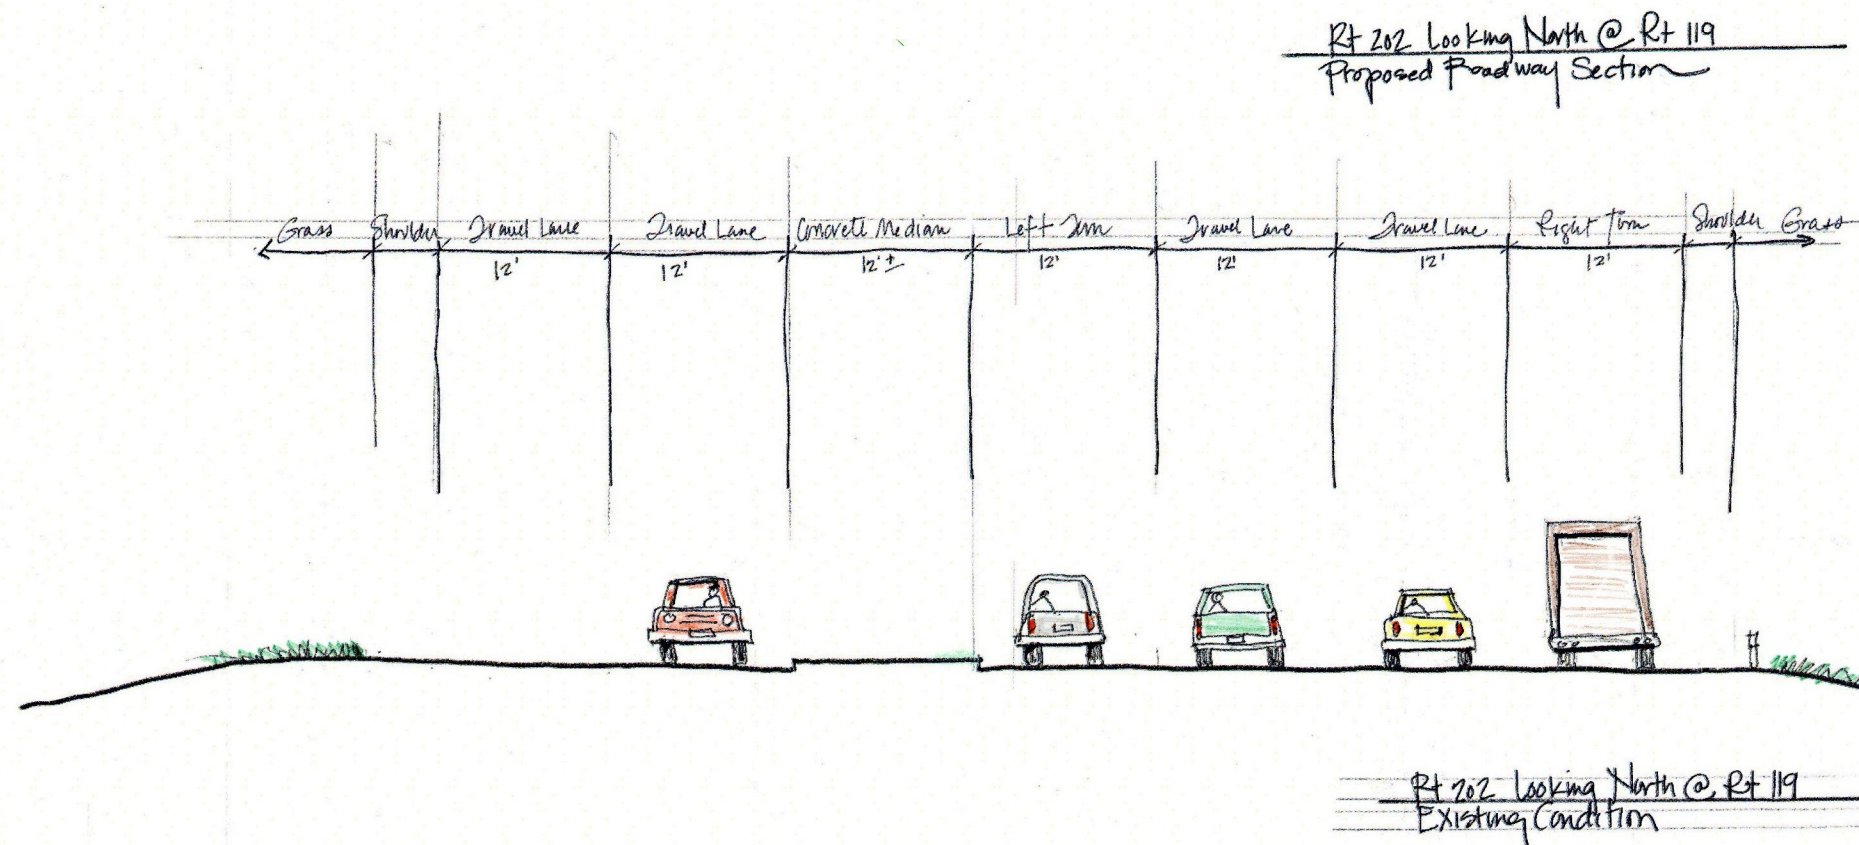 Rt 202 Looking North @ Rt 119
Proposed Roadway Section
Grass Shoulder Travel Lane Travel Lane Concrete Median Left Turn Travel Lane Travel Lane Right Turn Shoulder Grass
12' 12' 12'± 12' 12' 12' 12'
Rt 202 Looking North @ Rt 119
Existing Condition